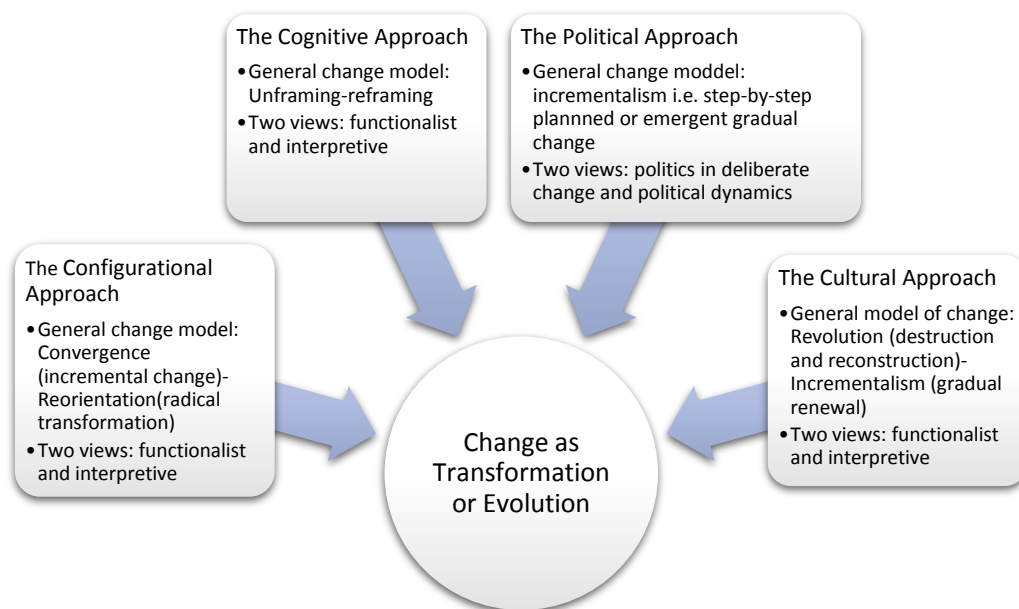 The Cognitive Approach
•General change model:
Unframing-reframing
•Two views: functionalist
and interpretive
The Political Approach
•General change moddel:
incrementalism i.e. step-by-step
plannned or emergent gradual
change
•Two views: politics in deliberate
change and political dynamics
The Configurational
Approach
•General change model:
Convergence
(incremental change)-
Reorientation(radical
transformation)
•Two views: functionalist
and interpretive
The Cultural Approach
•General model of change:
Revolution (destruction
and reconstruction)-
Incrementalism (gradual
renewal)
•Two views: functionalist
and interpretive
Change as
Transformation
or Evolution